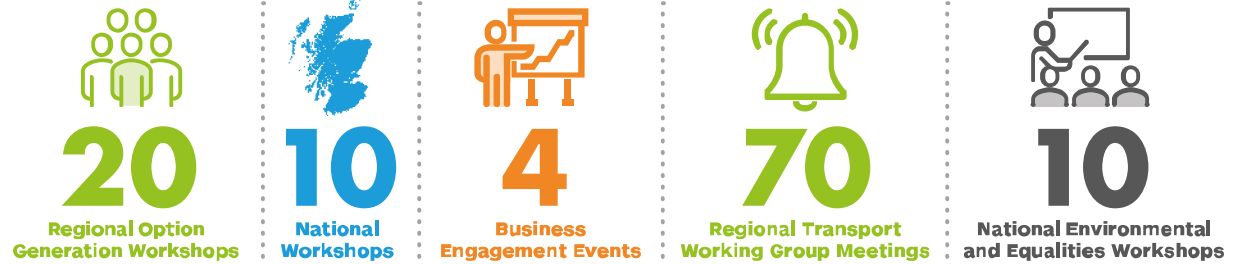 20
Regional Option
Generation Workshops
10
National
Workshops
4
Business
Engagement Events
70
Regional Transport
Working Group Meetings
10
National Environmental
and Equalities Workshops